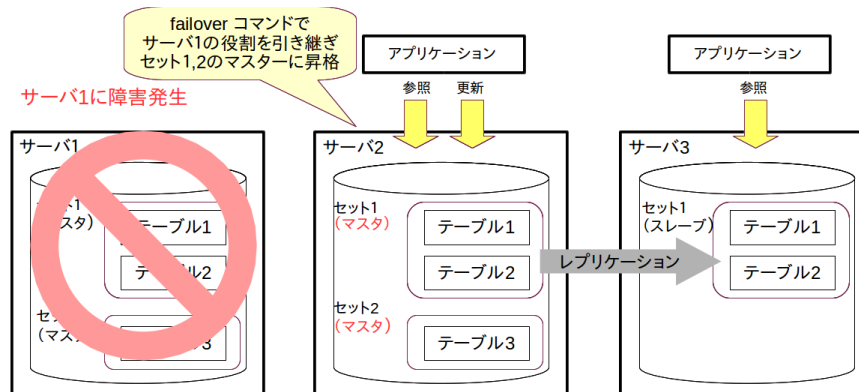 failover コマンドで
サーバ1の役割を引き継ぎ
セット1,2のマスターに昇格
サーバ1に障害発生
アプリケーション
参照 更新
アプリケーション
参照
サーバ1
セット1
テーブル1
テーブル2
(マスタ
サーバ2
セット1
(マスタ)
テーブル1
テーブル2
セット2
(マスタ)
テーブル3
レプリケーション
サーバ3
セット1
(スレーブ)
テーブル1
テーブル2